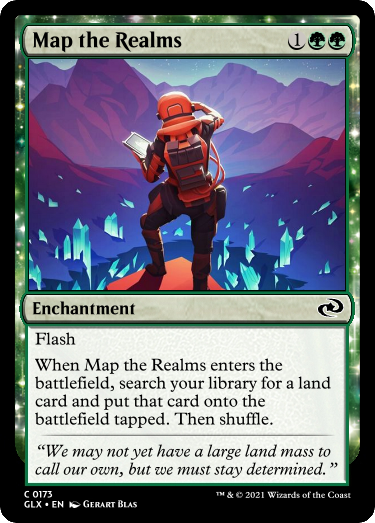 Map the Realms 1
Enchantment
Flash
When Map the Realms enters the
battlefield, search your library for a land
card and put that card onto the
battlefield tapped. Then shuffle.
“We may not yet have a large land mass to
call our own, but we must stay determined.”
C 0173
GLX • EN Gerart Blas
™ & © 2021 Wizards of the Coast